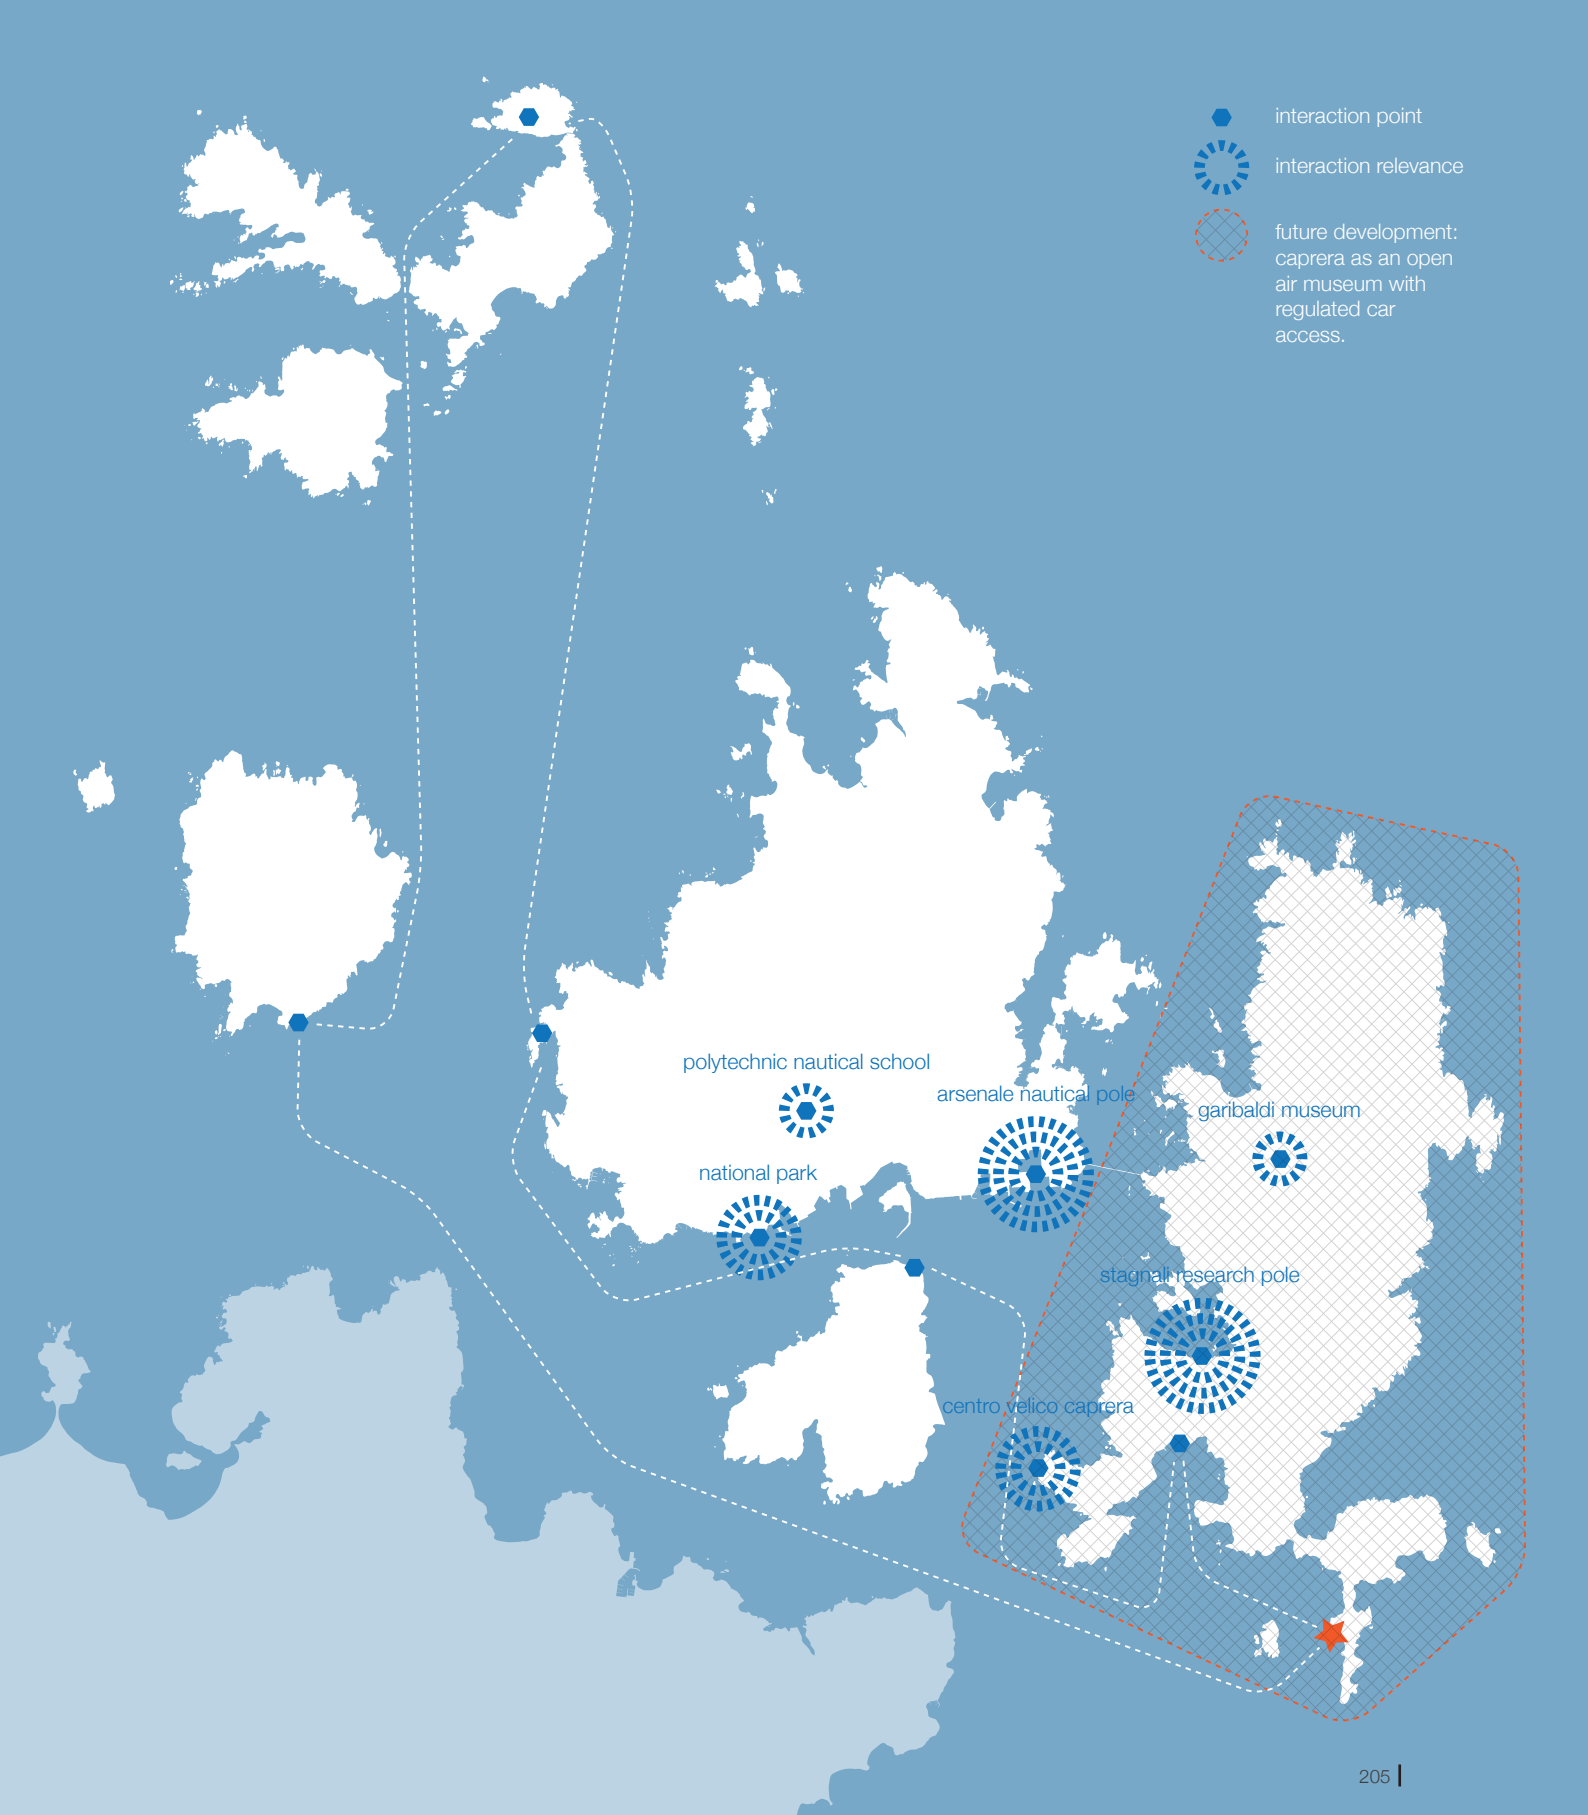 interaction point
interaction relevance
future development:
caprera as an open
air museum with
regulated car
access.
polytechnic nautical school
arsenale nautical pole
garibaldi museum
national park
stagnali research pole
centro velico caprera
205